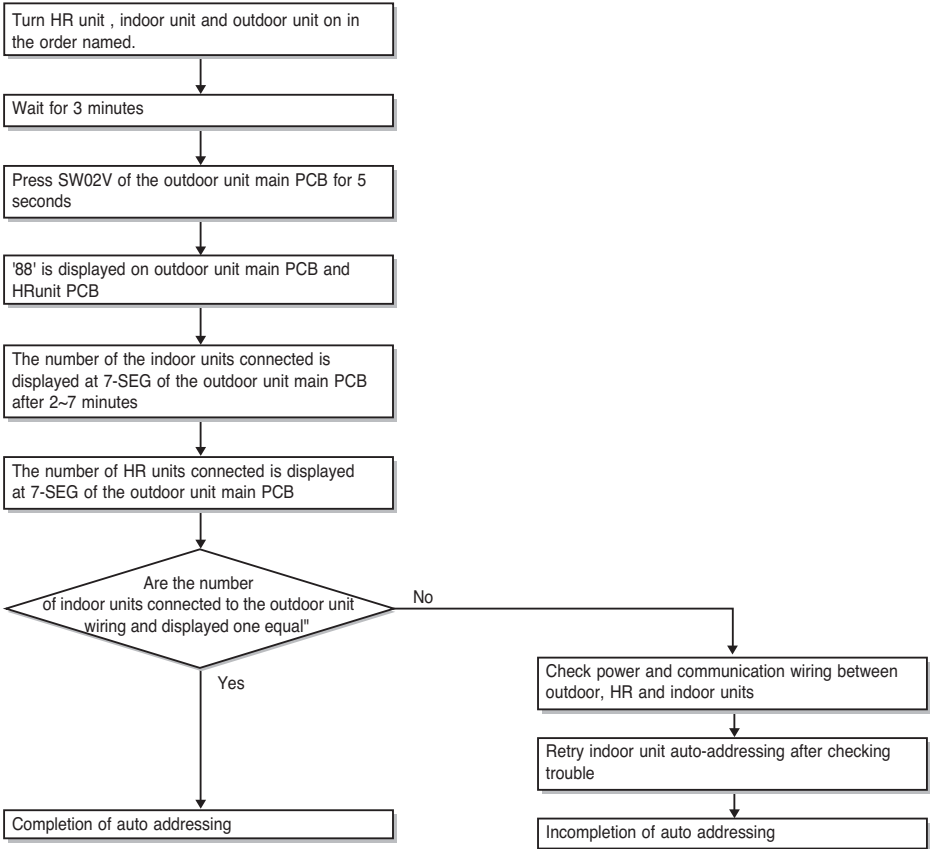 Turn HR unit , indoor unit and outdoor unit on in
the order named.
Wait for 3 minutes
Press SW02V of the outdoor unit main PCB for 5
seconds
'88' is displayed on outdoor unit main PCB and
HRunit PCB
The number of the indoor units connected is
displayed at 7-SEG of the outdoor unit main PCB
after 2~7 minutes
The number of HR units connected is displayed
at 7-SEG of the outdoor unit main PCB
Are the number
of indoor units connected to the outdoor unit
wiring and displayed one equal"
No
Yes
Check power and communication wiring between
outdoor, HR and indoor units
Retry indoor unit auto-addressing after checking
trouble
Completion of auto addressing
Incompletion of auto addressing